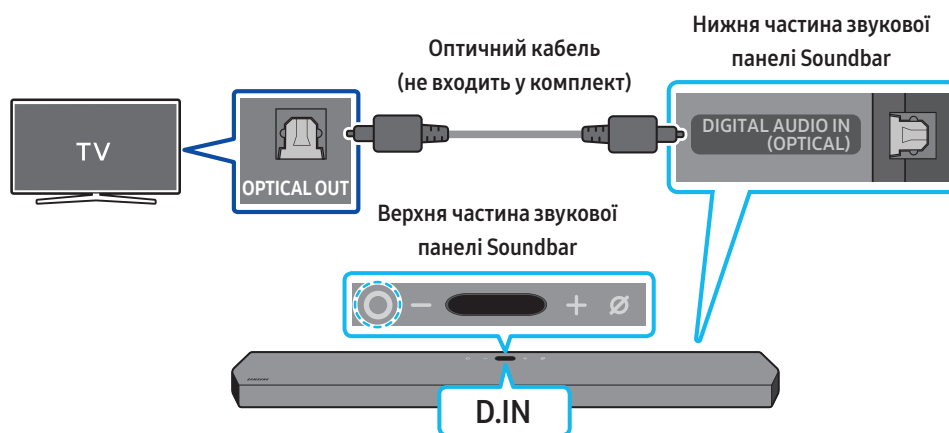 Оптичний кабель
(не входить у комплект)
Нижня частина звукової
панелі Soundbar
TV
OPTICAL OUT
DIGITAL AUDIO IN
(OPTICAL)
Верхня частина звукової
панелі Soundbar
D.IN